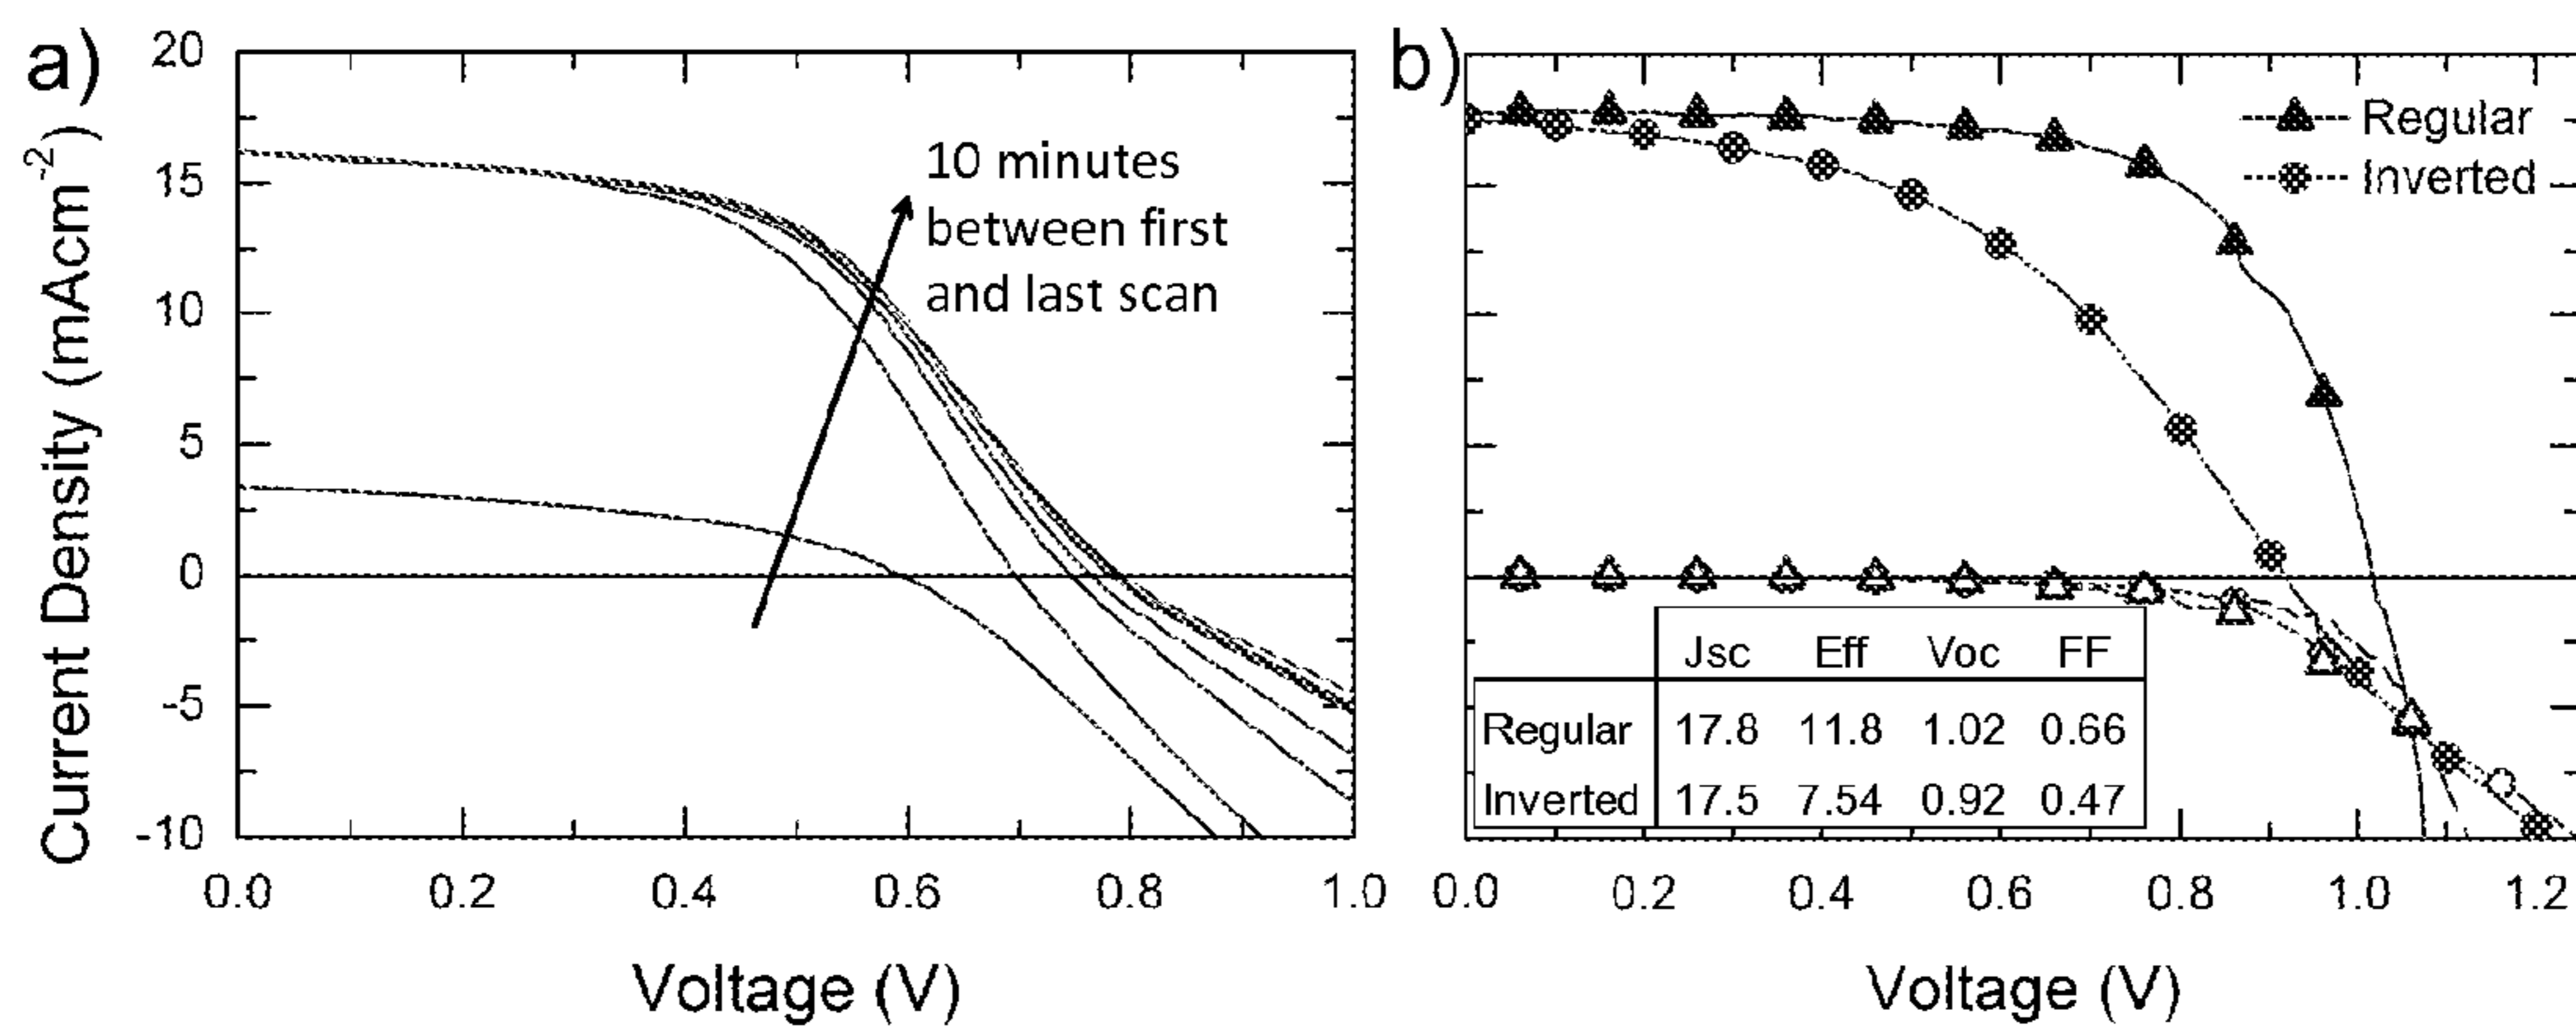 a)
20
15
10
5
0
-5
-10
Current Density (mAcm⁻²)
10 minutes
between first
and last scan
0.0 0.2 0.4 0.6 0.8 1.0
Voltage (V)
b)
Regular
Inverted
Jsc Eff Voc FF
Regular 17.8 11.8 1.02 0.66
Inverted 17.5 7.54 0.92 0.47
0.0 0.2 0.4 0.6 0.8 1.0 1.2
Voltage (V)